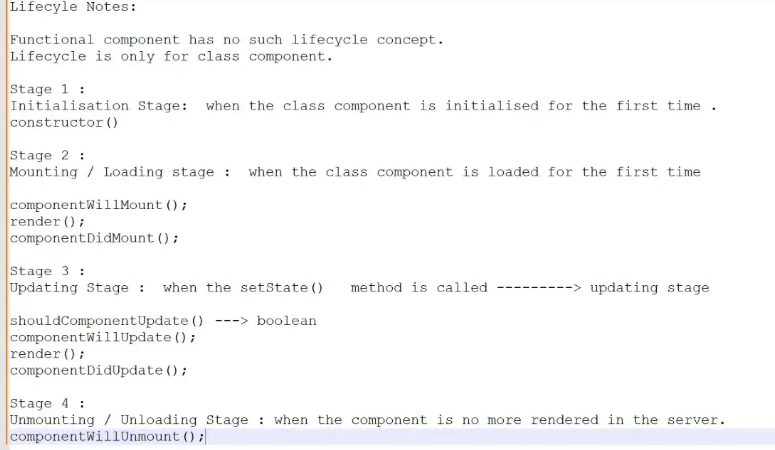 Lifecyle Notes:
Functional component has no such lifecycle concept.
Lifecycle is only for class component.
Stage 1 :
Initialisation Stage:  when the class component is initialised for the first time .
constructor()
Stage 2 :
Mounting / Loading stage :  when the class component is loaded for the first time
componentWillMount();
render();
componentDidMount();
Stage 3 :
Updating Stage :  when the setState()   method is called ---------> updating stage
shouldComponentUpdate() ---> boolean
componentWillUpdate();
render();
componentDidUpdate();
Stage 4 :
Unmounting / Unloading Stage : when the component is no more rendered in the server.
componentWillUnmount();